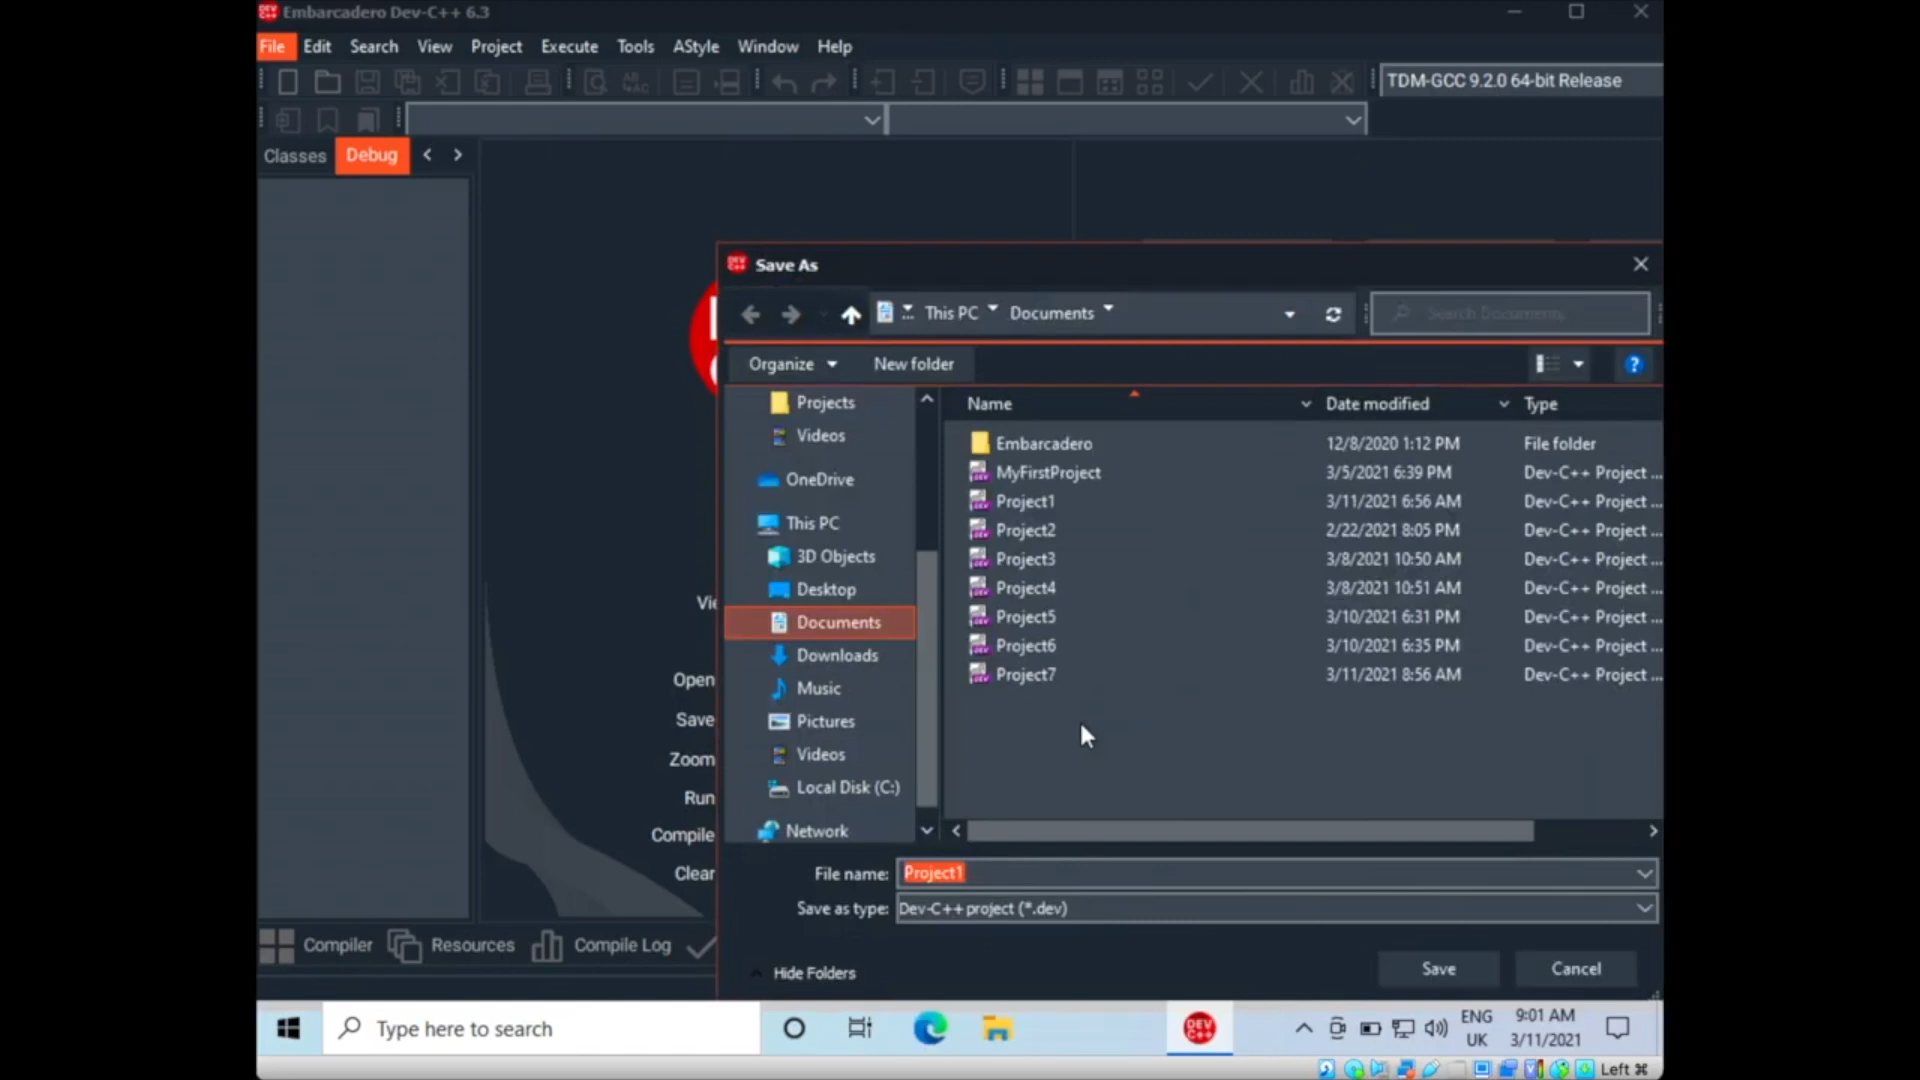 DEV C++ Embarcadero Dev-C++ 6.3
File Edit Search View Project Execute Tools AStyle Window Help
TDM-GCC 9.2.0 64-bit Release
Classes Debug
DEV C++ Save As
This PC Documents
Search Documents
Organize New folder
Name Date modified Type
Projects
Videos
OneDrive
This PC
3D Objects
Desktop
Documents
Downloads
Music
Pictures
Videos
Local Disk (C:)
Network
Embarcadero 12/8/2020 1:12 PM File folder
MyFirstProject 3/5/2021 6:39 PM Dev-C++ Project ...
Project1 3/11/2021 6:56 AM Dev-C++ Project ...
Project2 2/22/2021 8:05 PM Dev-C++ Project ...
Project3 3/8/2021 10:50 AM Dev-C++ Project ...
Project4 3/8/2021 10:51 AM Dev-C++ Project ...
Project5 3/10/2021 6:31 PM Dev-C++ Project ...
Project6 3/10/2021 6:35 PM Dev-C++ Project ...
Project7 3/11/2021 8:56 AM Dev-C++ Project ...
Vie
Open
Save
Zoom
Run
Compile
Clear
File name: Project1
Save as type: Dev-C++ project (*.dev)
Hide Folders
Save Cancel
Compiler Resources Compile Log
Type here to search
DEV C++
ENG
UK
9:01 AM
3/11/2021
Left ⌘